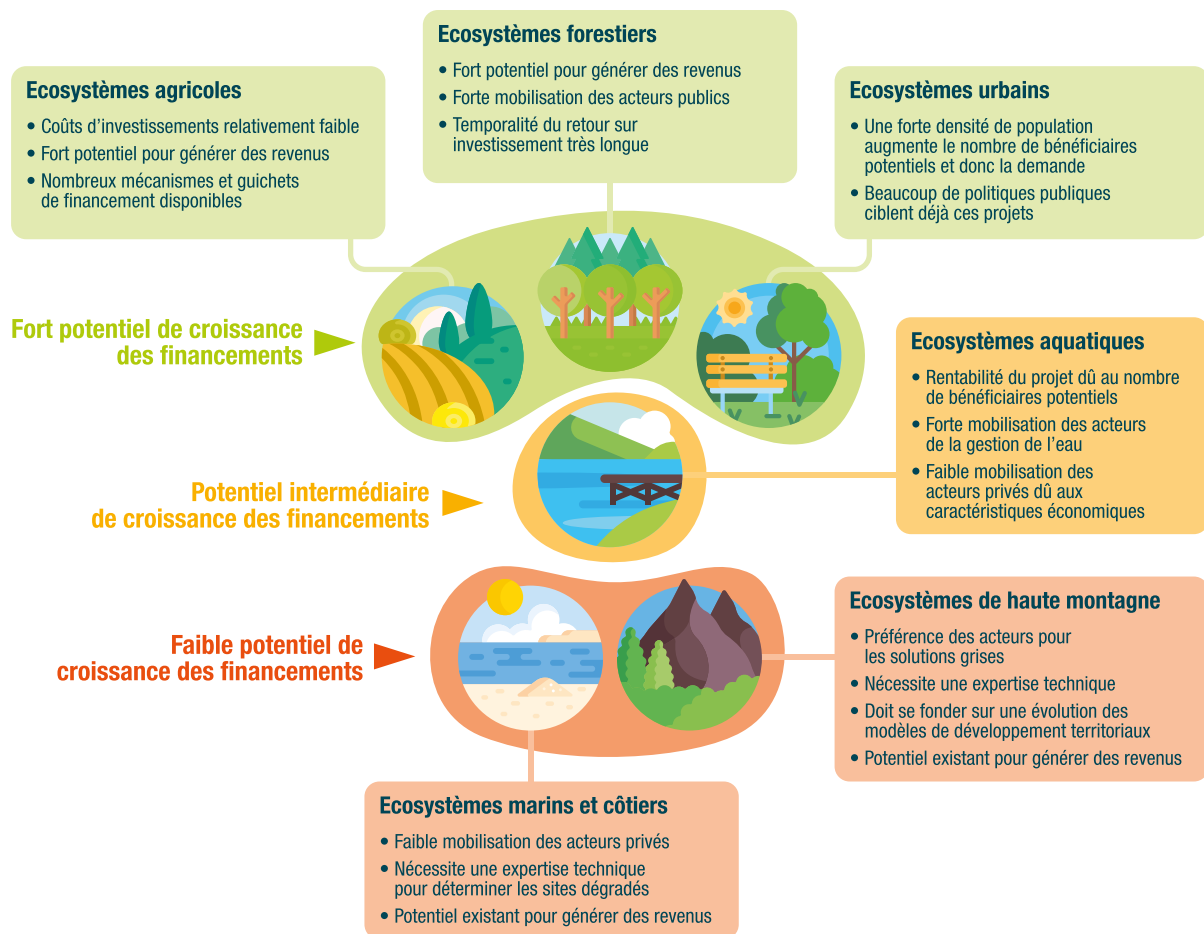 Ecosystèmes forestiers
• Fort potentiel pour générer des revenus
• Forte mobilisation des acteurs publics
• Temporalité du retour sur
investissement très longue
Ecosystèmes agricoles
• Coûts d’investissements relativement faible
• Fort potentiel pour générer des revenus
• Nombreux mécanismes et guichets
de financement disponibles
Ecosystèmes urbains
• Une forte densité de population
augmente le nombre de bénéficiaires
potentiels et donc la demande
• Beaucoup de politiques publiques
ciblent déjà ces projets
Fort potentiel de croissance
des financements
Ecosystèmes aquatiques
• Rentabilité du projet dû au nombre
de bénéficiaires potentiels
• Forte mobilisation des acteurs
de la gestion de l’eau
• Faible mobilisation des
acteurs privés dû aux
caractéristiques économiques
Potentiel intermédiaire
de croissance des financements
Ecosystèmes de haute montagne
• Préférence des acteurs pour
les solutions grises
• Nécessite une expertise technique
• Doit se fonder sur une évolution des
modèles de développement territoriaux
• Potentiel existant pour générer des revenus
Faible potentiel de
croissance des financements
Ecosystèmes marins et côtiers
• Faible mobilisation des acteurs privés
• Nécessite une expertise technique
pour déterminer les sites dégradés
• Potentiel existant pour générer des revenus